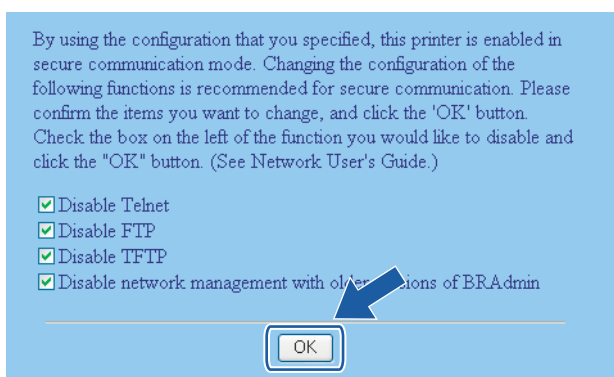 By using the configuration that you specified, this printer is enabled in
secure communication mode. Changing the configuration of the
following functions is recommended for secure communication. Please
confirm the items you want to change, and click the 'OK' button.
Check the box on the left of the function you would like to disable and
click the "OK" button. (See Network User's Guide.)
Disable Telnet
Disable FTP
Disable TFTP
Disable network management with older versions of BRAdmin
OK